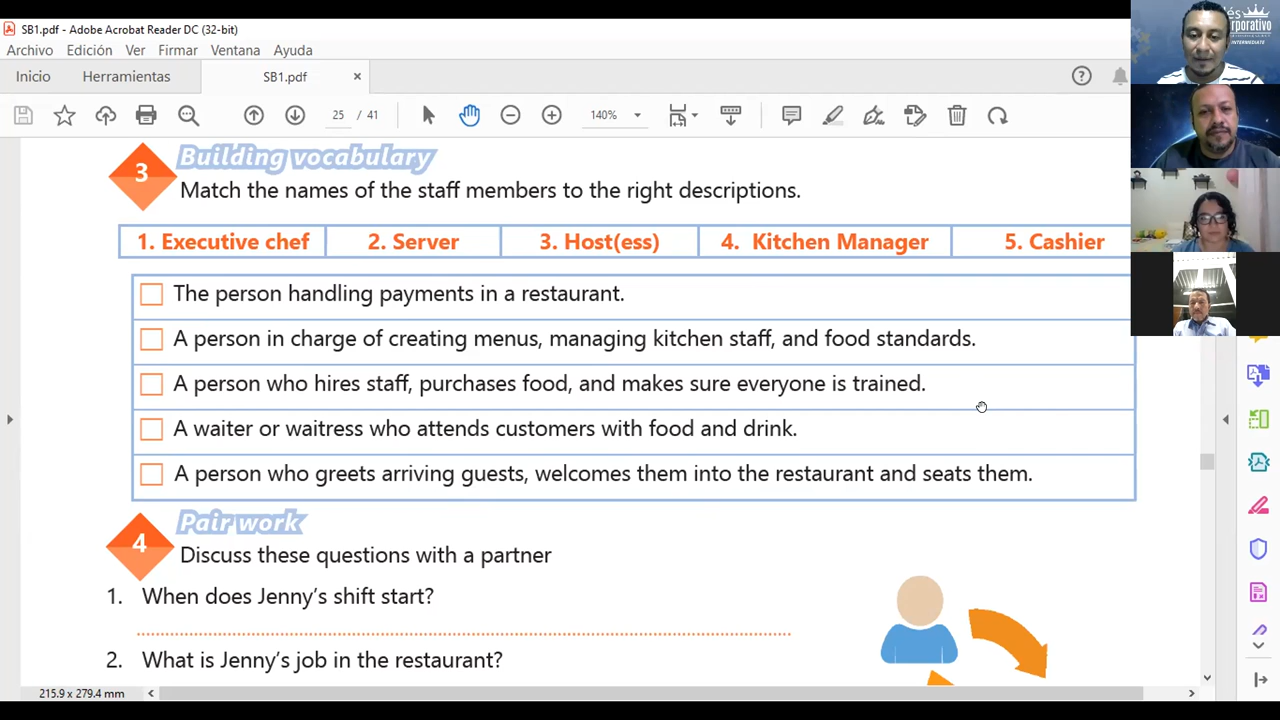 SB1.pdf - Adobe Acrobat Reader DC (32-bit)
Archivo Edición Ver Firmar Ventana Ayuda
Inicio Herramientas SB1.pdf ×
25 / 41 140%
3 Building vocabulary
Match the names of the staff members to the right descriptions.
1. Executive chef 2. Server 3. Host(ess) 4. Kitchen Manager 5. Cashier
The person handling payments in a restaurant.
A person in charge of creating menus, managing kitchen staff, and food standards.
A person who hires staff, purchases food, and makes sure everyone is trained.
A waiter or waitress who attends customers with food and drink.
A person who greets arriving guests, welcomes them into the restaurant and seats them.
4 Pair work
Discuss these questions with a partner
1. When does Jenny's shift start?
2. What is Jenny's job in the restaurant?
215.9 x 279.4 mm
INTERMEDIATE